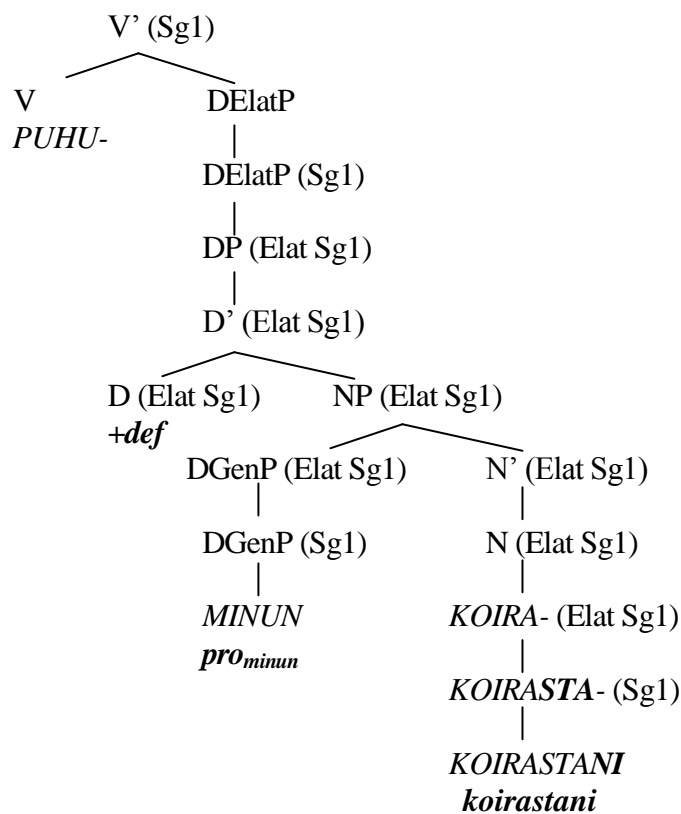 V’ (Sg1)
V DElatP
PUHU-
DElatP (Sg1)
DP (Elat Sg1)
D’ (Elat Sg1)
D (Elat Sg1) NP (Elat Sg1)
+def
DGenP (Elat Sg1) N’ (Elat Sg1)
DGenP (Sg1) N (Elat Sg1)
MINUN KOIRA- (Elat Sg1)
prominun
KOIRASTA- (Sg1)
KOIRASTANI
koirastani